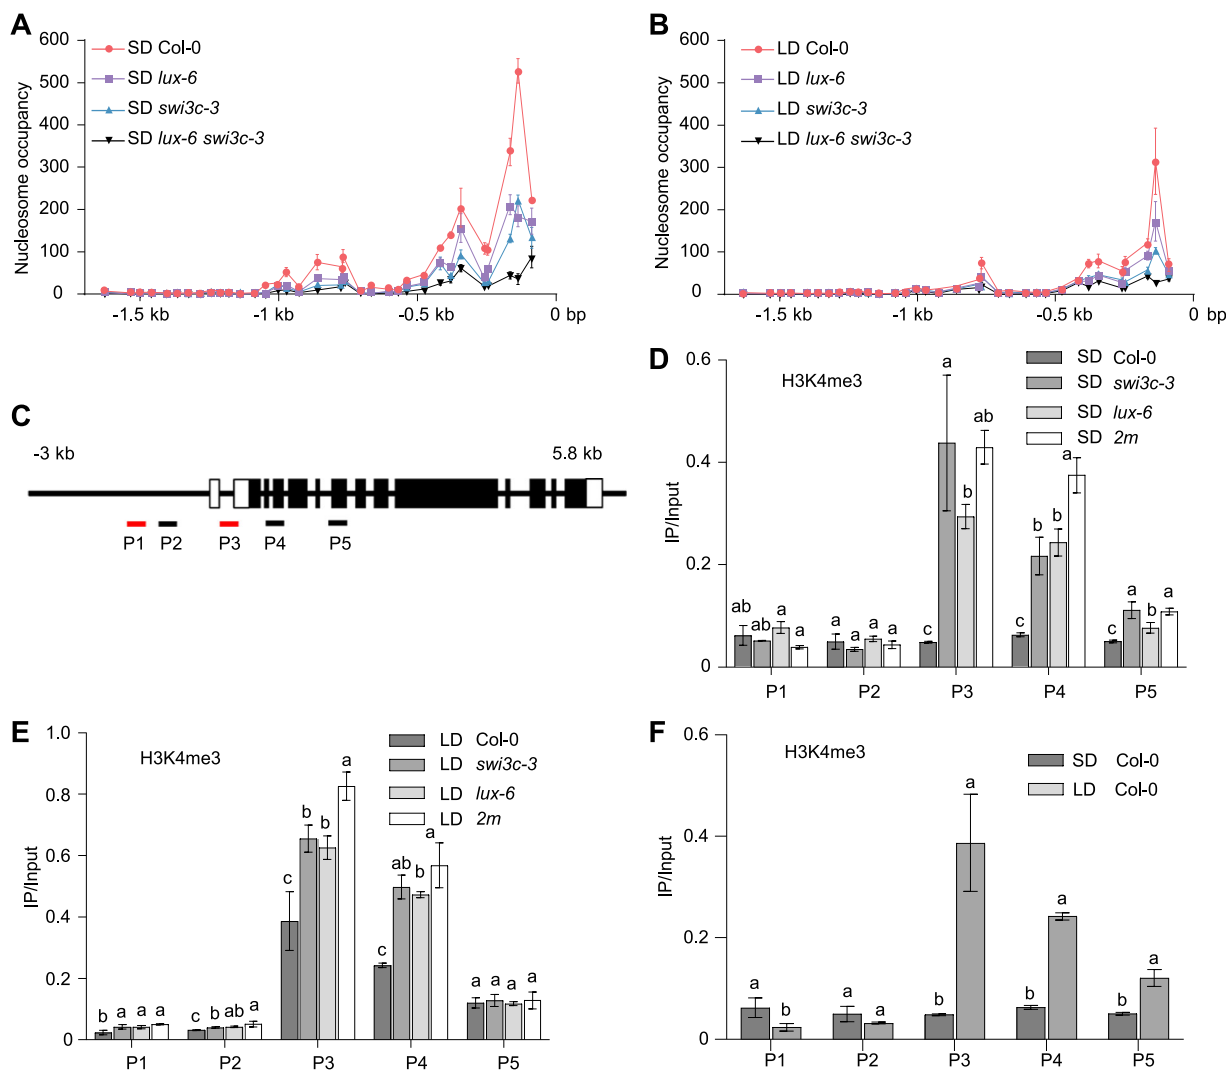 A
600
500
400
300
200
100
0
Nucleosome occupancy
SD Col-0
SD lux-6
SD swi3c-3
SD lux-6 swi3c-3
-1.5 kb
-1 kb
-0.5 kb
0 bp
B
600
500
400
300
200
100
0
Nucleosome occupancy
LD Col-0
LD lux-6
LD swi3c-3
LD lux-6 swi3c-3
-1.5 kb
-1 kb
-0.5 kb
0 bp
C
-3 kb
5.8 kb
P1
P2
P3
P4
P5
D
0.6
0.4
0.2
0
IP/Input
H3K4me3
SD Col-0
SD swi3c-3
SD lux-6
SD 2m
ab ab a a
a a a a
c a b ab
c b b a
c a b a
P1 P2 P3 P4 P5
E
1.0
0.8
0.6
0.4
0.2
0
IP/Input
H3K4me3
LD Col-0
LD swi3c-3
LD lux-6
LD 2m
b a a a
c b ab a
c b b a
c ab b a
a a a a
P1 P2 P3 P4 P5
F
0.6
0.4
0.2
0
IP/Input
H3K4me3
SD Col-0
LD Col-0
a b
a a
b a
b a
b a
P1 P2 P3 P4 P5